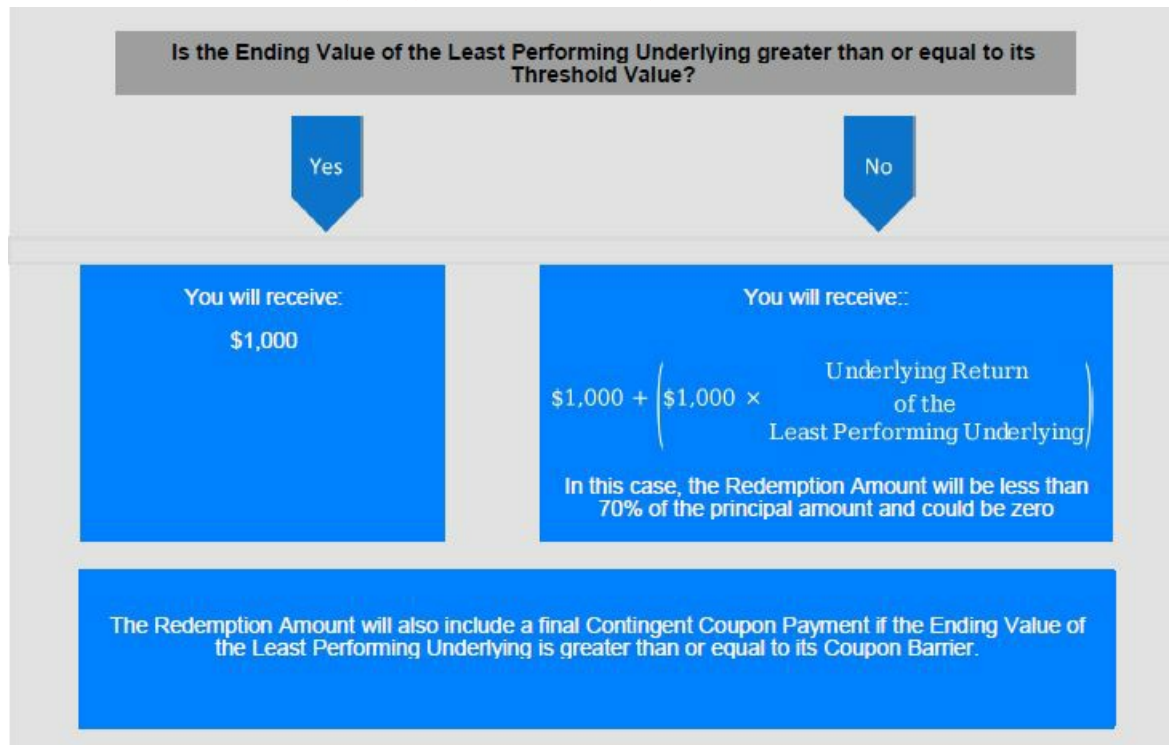 Is the Ending Value of the Least Performing Underlying greater than or equal to its
Threshold Value?
Yes
No
You will receive:
$1,000
You will receive::
$1,000 + ($1,000 × Underlying Return
of the
Least Performing Underlying)
In this case, the Redemption Amount will be less than
70% of the principal amount and could be zero
The Redemption Amount will also include a final Contingent Coupon Payment if the Ending Value of
the Least Performing Underlying is greater than or equal to its Coupon Barrier.